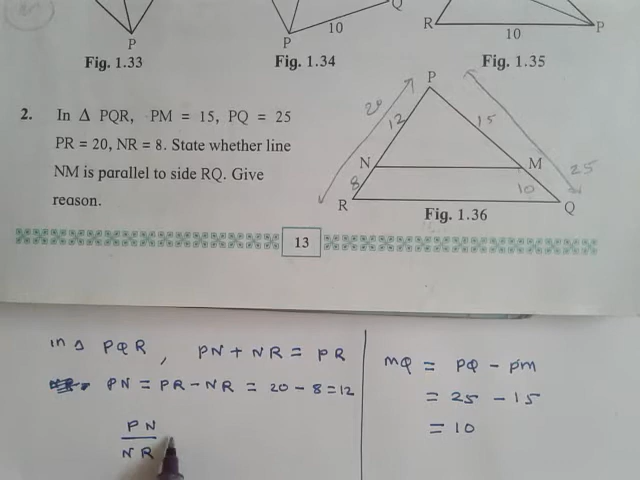 P
Fig. 1.33
P
10
Q
Fig. 1.34
R
10
P
Fig. 1.35
2. In Δ PQR, PM = 15, PQ = 25
PR = 20, NR = 8. State whether line
NM is parallel to side RQ. Give
reason.
P
20
12
15
N
M
25
8
10
R
Q
Fig. 1.36
13
In Δ PQR, PN + NR = PR
PN = PR - NR = 20 - 8 = 12
PN
NR
MQ = PQ - PM
= 25 - 15
= 10